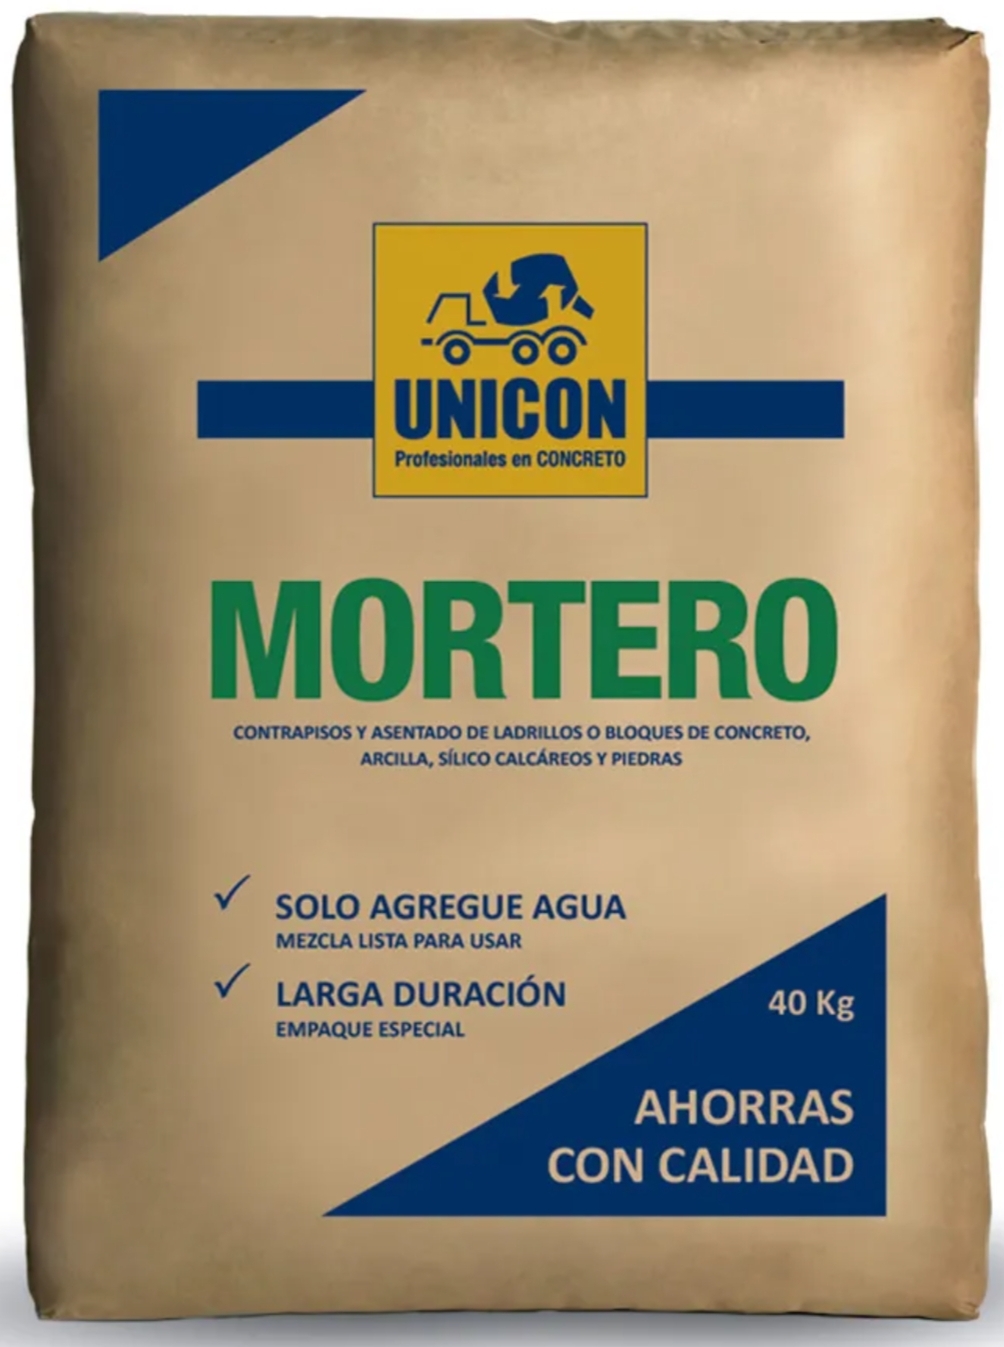 UNICON
Profesionales en CONCRETO
MORTERO
CONTRAPISOS Y ASENTADO DE LADRILLOS O BLOQUES DE CONCRETO,
ARCILLA, SÍLICO CALCÁREOS Y PIEDRAS
SOLO AGREGUE AGUA
MEZCLA LISTA PARA USAR
LARGA DURACIÓN
EMPAQUE ESPECIAL
40 Kg
AHORRAS
CON CALIDAD